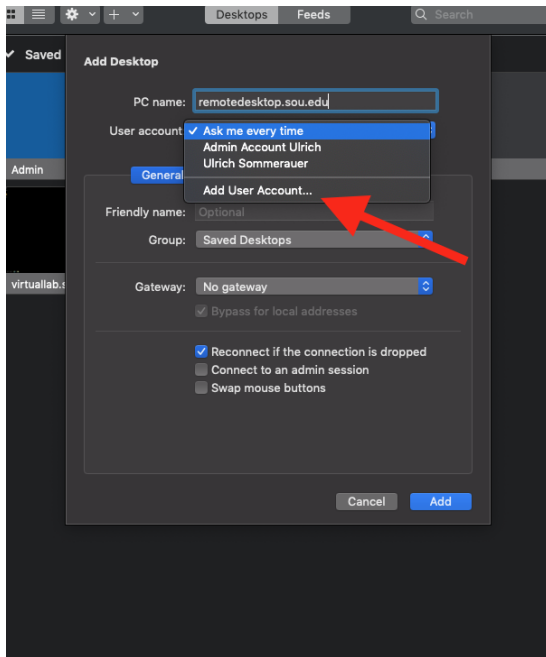 Desktops Feeds Search
Saved
Add Desktop
PC name: remotedesktop.sou.edu
User account: Ask me every time
Admin Account Ulrich
Ulrich Sommerauer
Admin
General
Add User Account...
Friendly name: Optional
Group: Saved Desktops
virtuallab.s
Gateway: No gateway
Bypass for local addresses
Reconnect if the connection is dropped
Connect to an admin session
Swap mouse buttons
Cancel Add